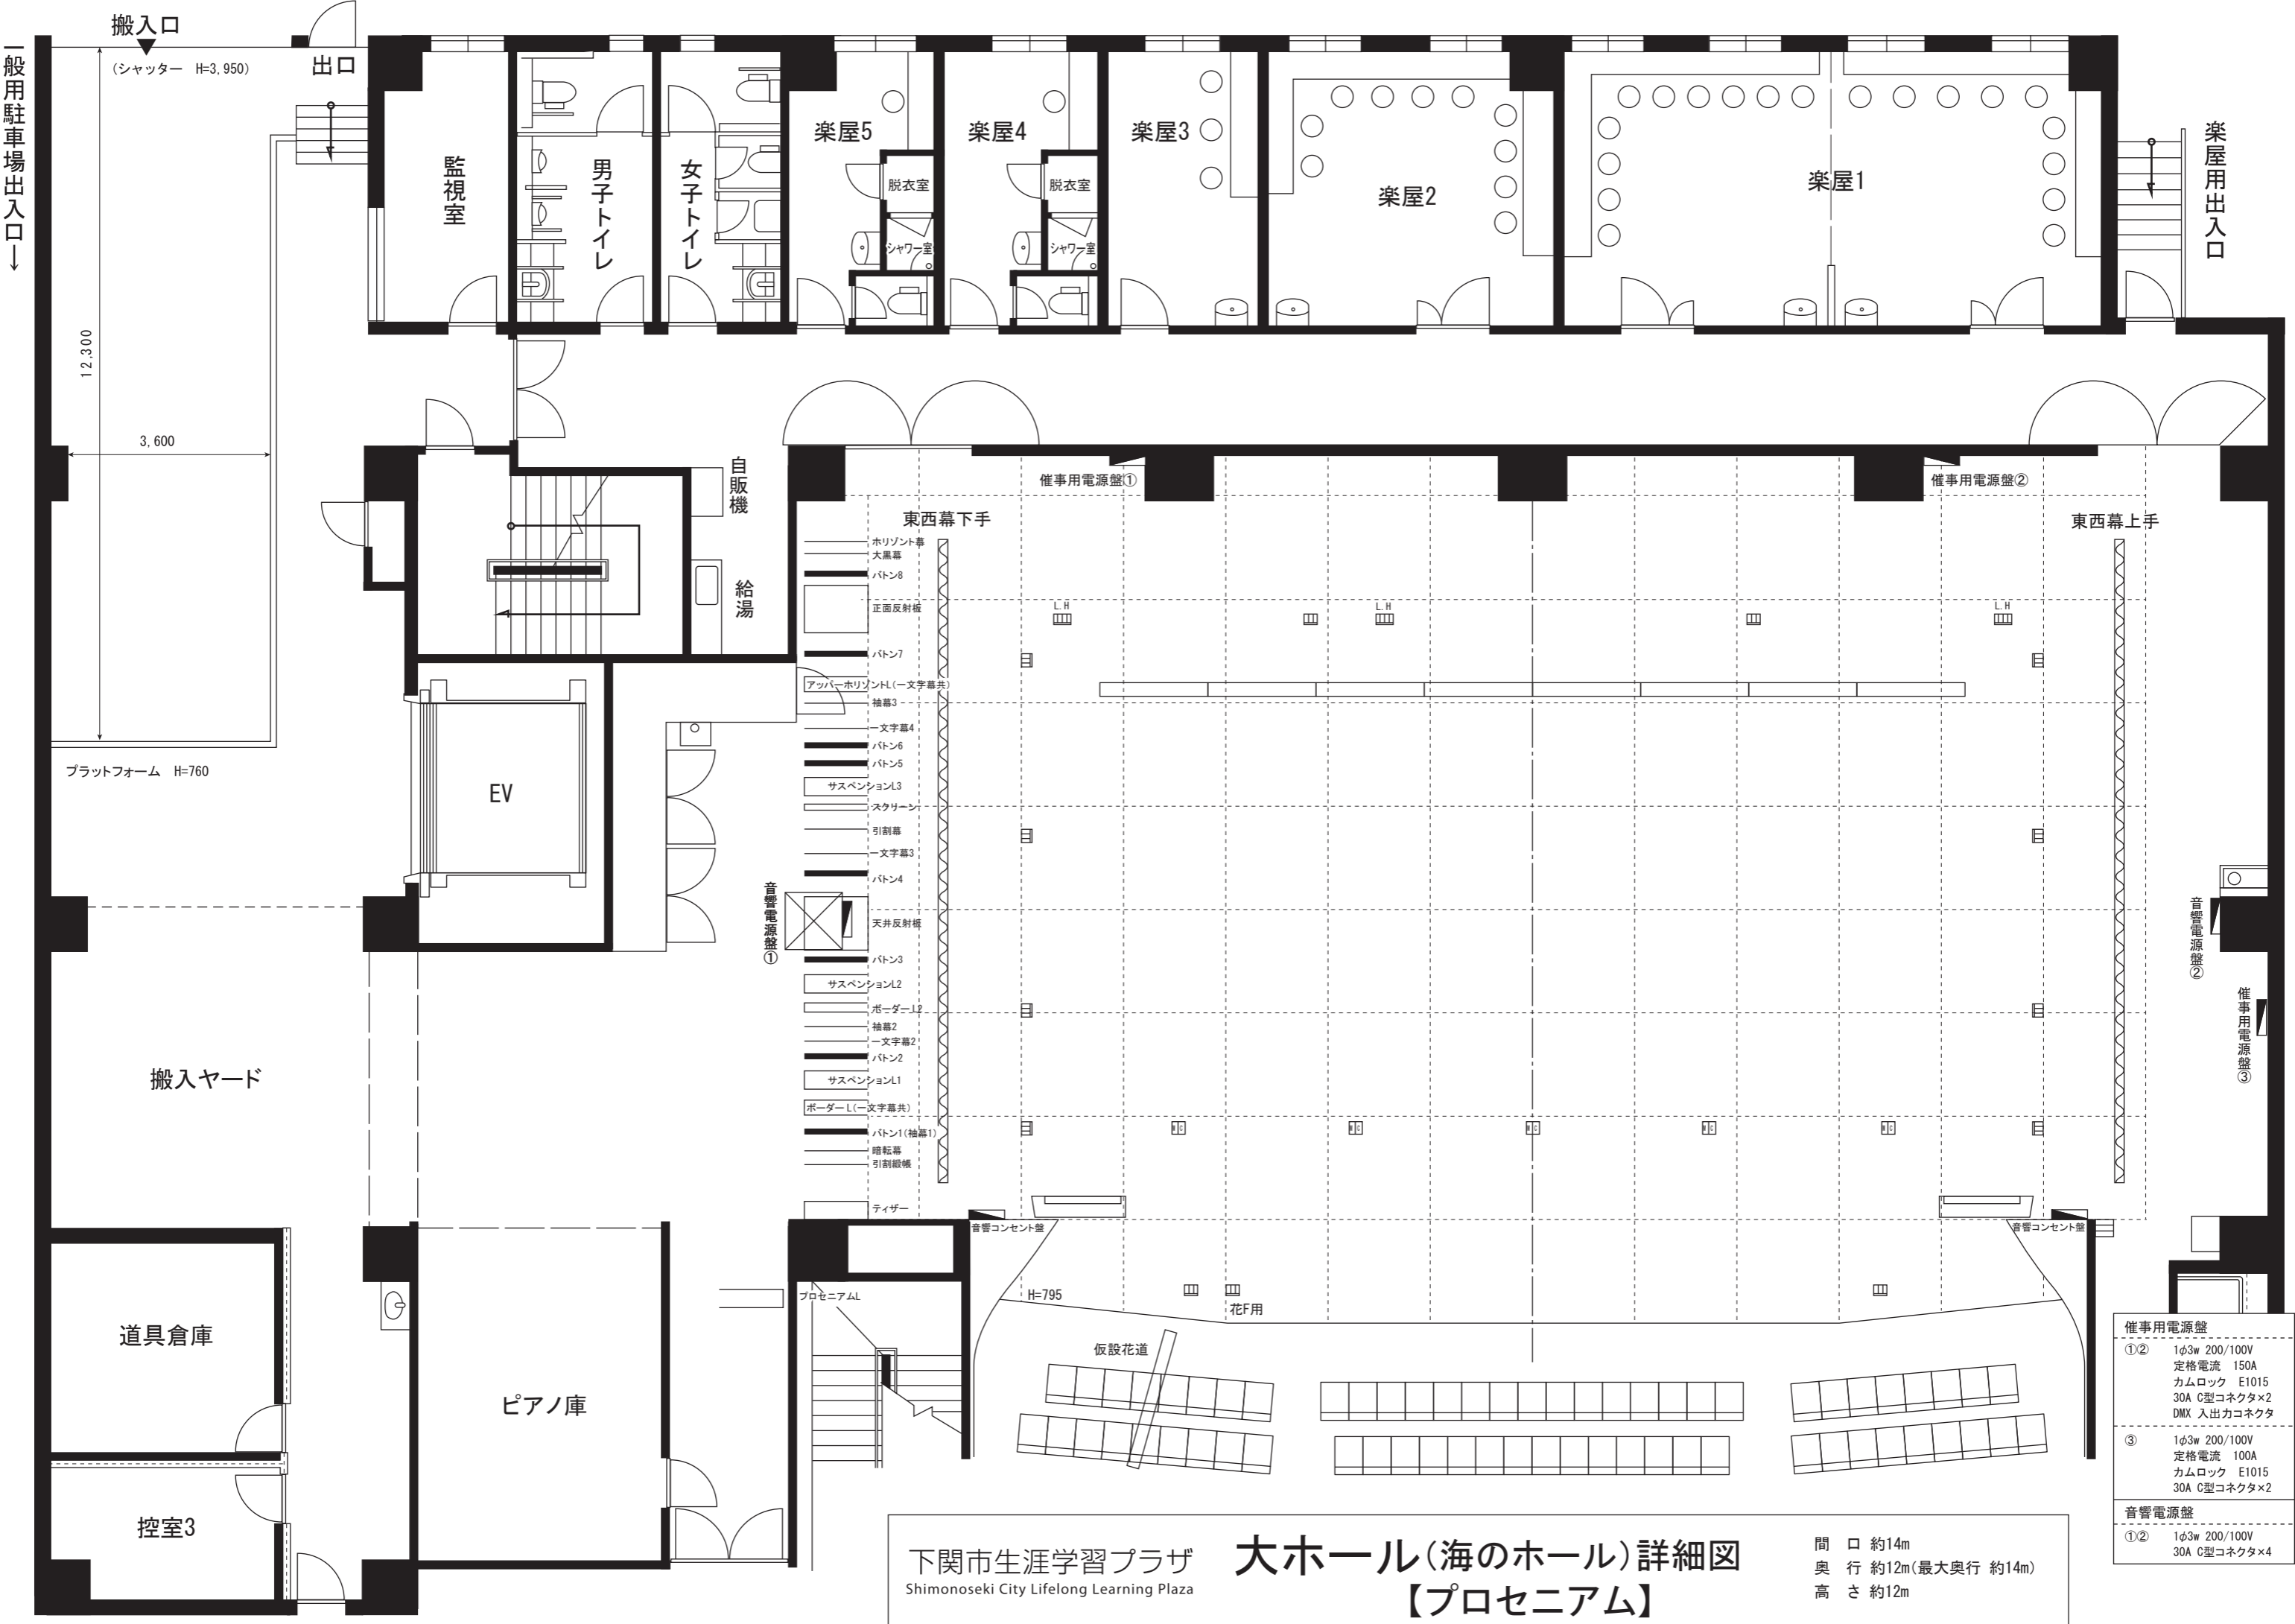 搬入口
(シャッター H=3,950)
出口
一般用駐車場出入口→
12,300
3,600
プラットフォーム H=760
監視室
男子トイレ
女子トイレ
楽屋5
脱衣室
シャワー室
楽屋4
脱衣室
シャワー室
楽屋3
楽屋2
楽屋1
楽屋用出入口
自販機
給湯
EV
搬入ヤード
道具倉庫
控室3
ピアノ庫
催事用電源盤①
催事用電源盤②
東西幕下手
東西幕上手
ホリゾント幕
大黒幕
バトン8
正面反射板
バトン7
アッパーホリゾントL(一文字幕共)
袖幕3
一文字幕4
バトン6
バトン5
サスペンションL3
スクリーン
引割幕
一文字幕3
バトン4
天井反射板
バトン3
サスペンションL2
ボーダーL2
袖幕2
一文字幕2
バトン2
サスペンションL1
ボーダーL(一文字幕共)
バトン1(袖幕1)
暗転幕
引割緞帳
ティザー
音響電源盤①
L.H
L.H
L.H
音響電源盤②
催事用電源盤③
音響コンセント盤
音響コンセント盤
プロセニアムL
H=795
花F用
仮設花道
催事用電源盤
①② 1φ3w 200/100V
定格電流 150A
カムロック E1015
30A C型コネクタ×2
DMX 入出力コネクタ
③ 1φ3w 200/100V
定格電流 100A
カムロック E1015
30A C型コネクタ×2
音響電源盤
①② 1φ3w 200/100V
30A C型コネクタ×4
下関市生涯学習プラザ
Shimonoseki City Lifelong Learning Plaza
大ホール(海のホール)詳細図
【プロセニアム】
間 口 約14m
奥 行 約12m(最大奥行 約14m)
高 さ 約12m